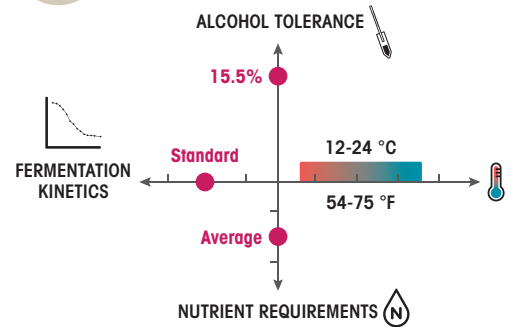 ALCOHOL TOLERANCE
15.5%
Standard
12-24 °C
FERMENTATION
KINETICS
54-75 °F
Average
NUTRIENT REQUIREMENTS
N